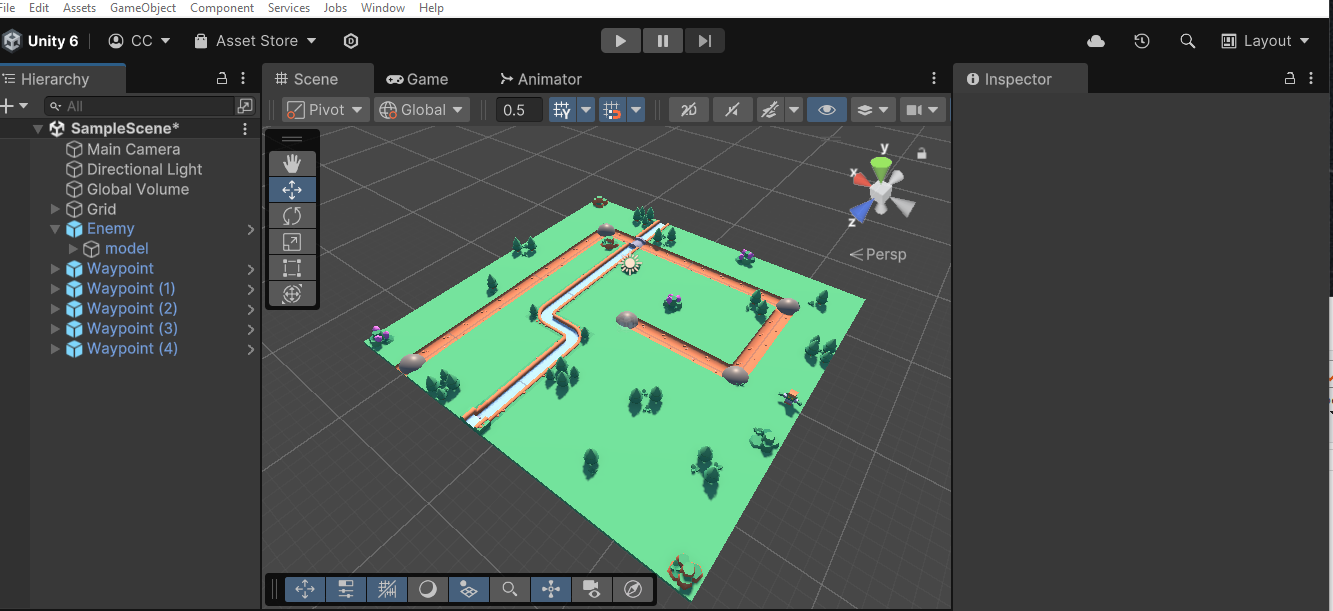 File Edit Assets GameObject Component Services Jobs Window Help
Unity 6 CC Asset Store Layout
Hierarchy Scene Game Animator Inspector
All Pivot Global 0.5 Y 2D
SampleScene*
Main Camera
Directional Light
Global Volume
Grid
Enemy
model
Waypoint
Waypoint (1)
Waypoint (2)
Waypoint (3)
Waypoint (4)
y
x
z
Persp